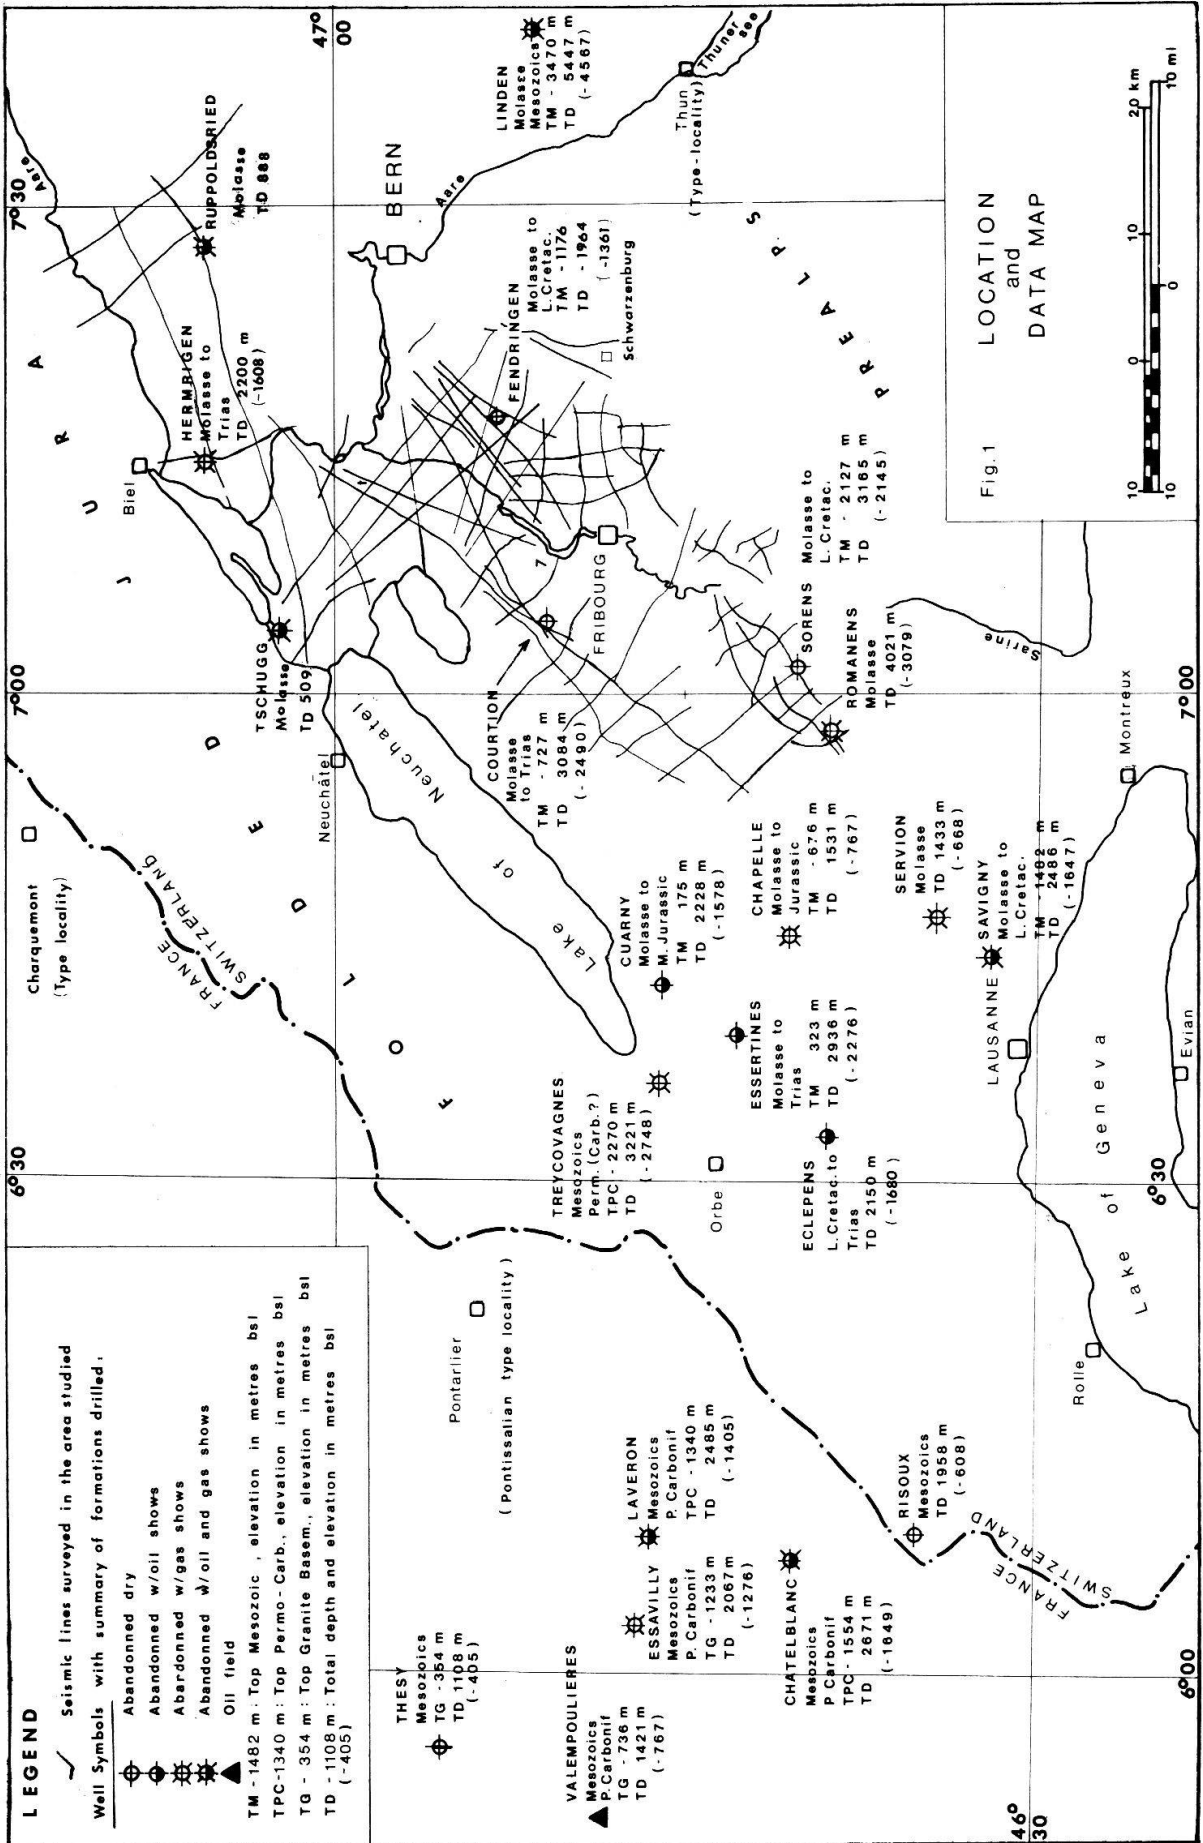 LEGEND
Seismic lines surveyed in the area studied
Well Symbols with summary of formations drilled :
Abandonned dry
Abandonned w/oil shows
Abardonned w/gas shows
Abandonned w/oil and gas shows
Oil field
TM - 1482 m : Top Mesozoic , elevation in metres bsl
TPC-1340 m : Top Permo-Carb., elevation in metres bsl
TG - 354 m : Top Granite Basem., elevation in metres bsl
TD - 1108 m : Total depth and elevation in metres bsl
(-405)
6°30
7°00
7°30
47°
00
Charquemont
(Type locality)
FRANCE
SWITZERLAND
FOLDED JURA
Aare
Biel
HERMRIGEN
Molasse to
Trias
TD 2200 m
(-1608)
RUPPOLDSRIED
Molasse
TD 888
TSCHUGG
Molasse
TD 509
Neuchâtel
Lake of Neuchatel
BERN
Aare
LINDEN
Molasse
Mesozoics
TM - 3470 m
TD 5447 m
(-4567)
Thun
(Type-locality)
Thuner
see
FENDRINGEN
Molasse to
L.Cretac.
TM - 1176
TD - 1964
(-1361)
Schwarzenburg
PREALPS
COURTION
Molasse
to Trias
TM - 727 m
TD 3084 m
(- 2490)
7
FRIBOURG
SORENS
Molasse to
L. Cretac.
TM - 2127 m
TD 3165 m
(-2145)
ROMANENS
Molasse
TD 4021 m
(-3079)
Sarine
Pontarlier
(Pontissalian type locality)
TREYCOVAGNES
Mesozoics
Perm.(Carb.?)
TPC - 2270 m
TD 3221 m
(-2748)
CUARNY
Molasse to
M. Jurassic
TM 175 m
TD 2228 m
(-1578)
Orbe
ESSERTINES
Molasse to
Trias
TM 323 m
TD 2936 m
(-2276)
CHAPELLE
Molasse to
Jurassic
TM - 676 m
TD 1531 m
(-767)
ECLEPENS
L.Cretac.to
Trias
TD 2150 m
(-1680)
SERVION
Molasse
TD 1433 m
(-668)
SAVIGNY
Molasse to
L.Cretac.
TM - 1482 m
TD 2486 m
(-1647)
LAUSANNE
Montreux
Evian
Lake of Geneva
Rolle
THESY
Mesozoics
TG -354 m
TD 1108 m
(-405)
VALEMPOULIERES
Mesozoics
P.Carbonif
TG -736 m
TD 1421 m
(-767)
ESSAVILLY
Mesozoics
P. Carbonif
TG -1233 m
TD 2067 m
(-1276)
LAVERON
Mesozoics
P. Carbonif
TPC -1340 m
TD 2485 m
(-1405)
CHATELBLANC
Mesozoics
P Carbonif
TPC-1554 m
TD 2671 m
(-1649)
RISOUX
Mesozoics
TD 1958 m
(-608)
FRANCE
SWITZERLAND
46°
30
6°00
6°30
7°00
Fig. 1
LOCATION
and
DATA MAP
10 0 10 20 km
10 0 10 ml